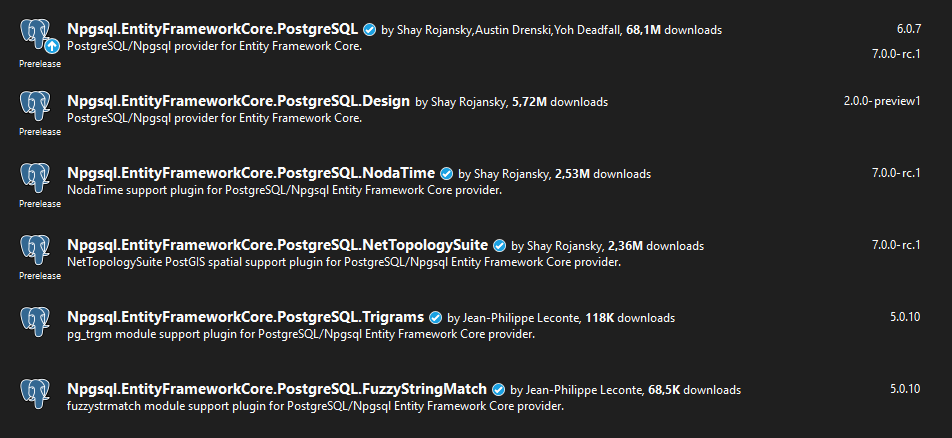 Npgsql.EntityFrameworkCore.PostgreSQL by Shay Rojansky,Austin Drenski,Yoh Deadfall, 68,1M downloads 6.0.7
PostgreSQL/Npgsql provider for Entity Framework Core. 7.0.0-rc.1
Prerelease
Npgsql.EntityFrameworkCore.PostgreSQL.Design by Shay Rojansky, 5,72M downloads 2.0.0-preview1
PostgreSQL/Npgsql provider for Entity Framework Core.
Prerelease
Npgsql.EntityFrameworkCore.PostgreSQL.NodaTime by Shay Rojansky, 2,53M downloads 7.0.0-rc.1
NodaTime support plugin for PostgreSQL/Npgsql Entity Framework Core provider.
Prerelease
Npgsql.EntityFrameworkCore.PostgreSQL.NetTopologySuite by Shay Rojansky, 2,36M downloads 7.0.0-rc.1
NetTopologySuite PostGIS spatial support plugin for PostgreSQL/Npgsql Entity Framework Core provider.
Prerelease
Npgsql.EntityFrameworkCore.PostgreSQL.Trigrams by Jean-Philippe Leconte, 118K downloads 5.0.10
pg_trgm module support plugin for PostgreSQL/Npgsql Entity Framework Core provider.
Npgsql.EntityFrameworkCore.PostgreSQL.FuzzyStringMatch by Jean-Philippe Leconte, 68,5K downloads 5.0.10
fuzzystrmatch module support plugin for PostgreSQL/Npgsql Entity Framework Core provider.